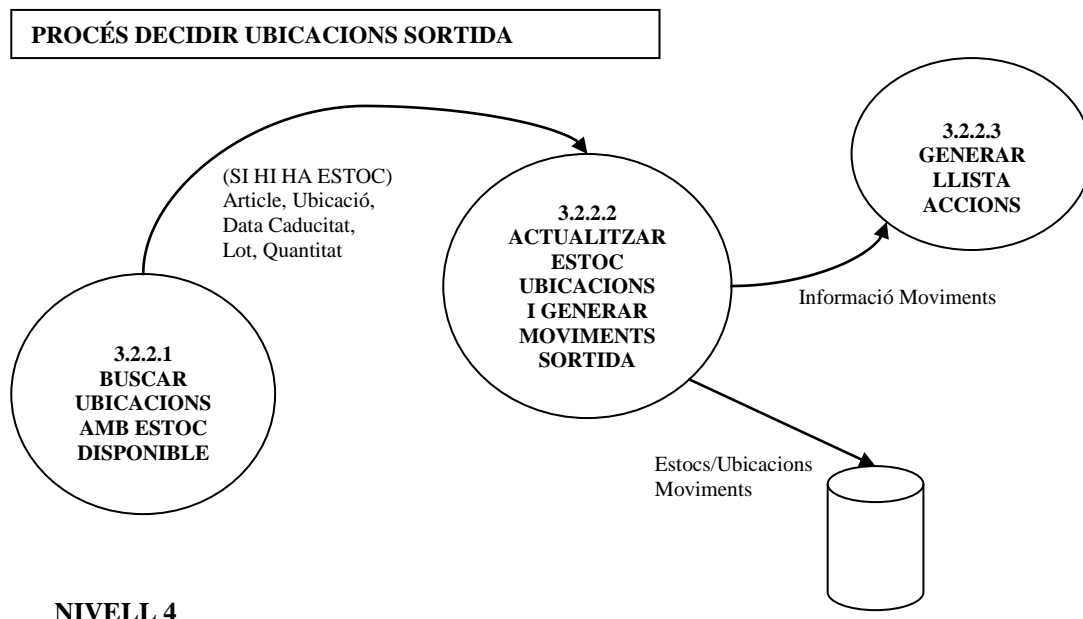 PROCÉS DECIDIR UBICACIONS SORTIDA
(SI HI HA ESTOC)
Article, Ubicació,
Data Caducitat,
Lot, Quantitat
3.2.2.1
BUSCAR
UBICACIONS
AMB ESTOC
DISPONIBLE
3.2.2.2
ACTUALITZAR
ESTOC
UBICACIONS
I GENERAR
MOVIMENTS
SORTIDA
3.2.2.3
GENERAR
LLISTA
ACCIONS
Informació Moviments
Estocs/Ubicacions
Moviments
NIVELL 4